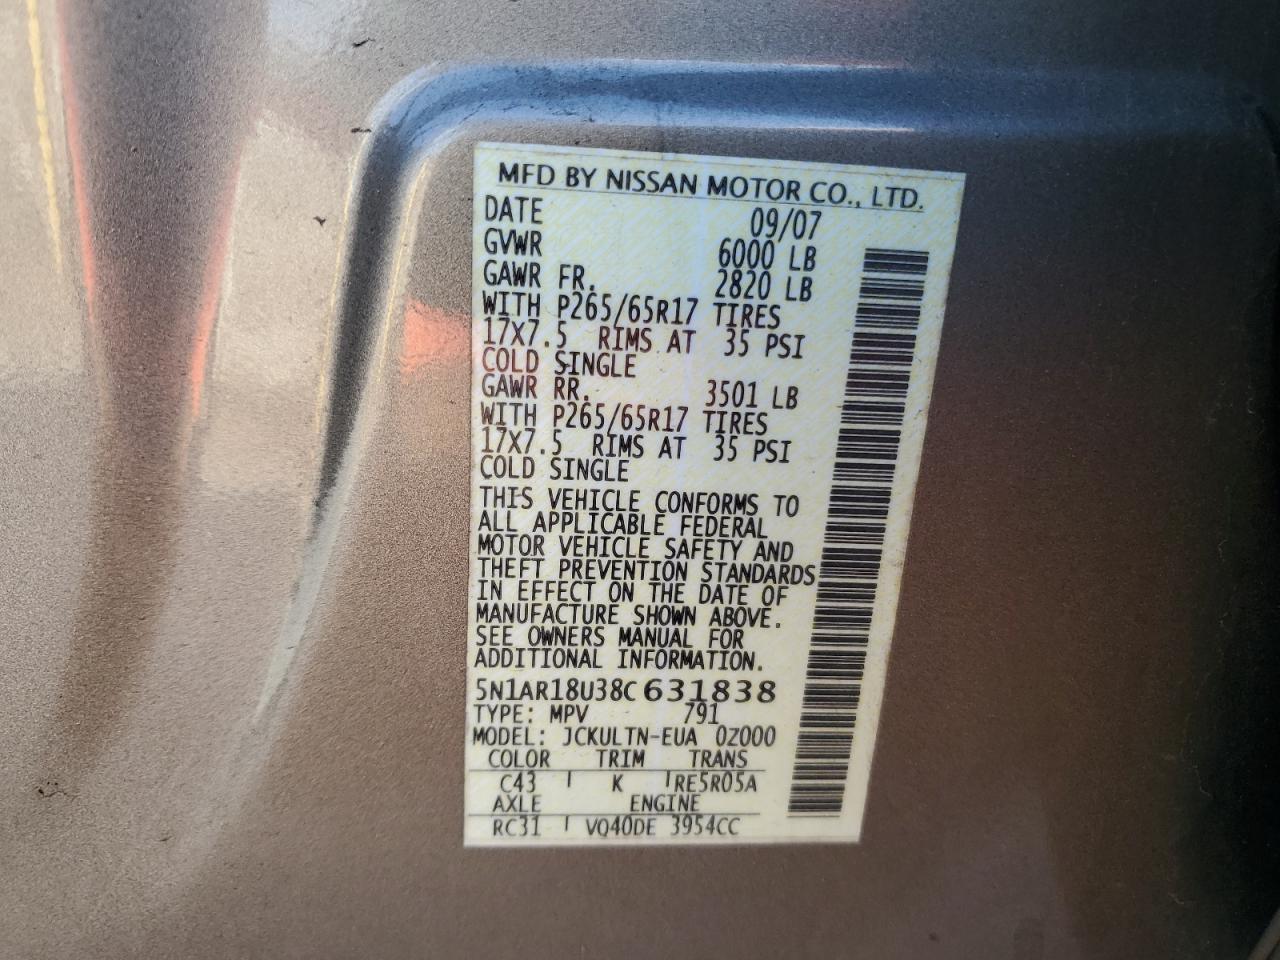 MFD BY NISSAN MOTOR CO., LTD.
DATE 09/07
GVWR 6000 LB
GAWR FR. 2820 LB
WITH P265/65R17 TIRES
17X7.5 RIMS AT 35 PSI
COLD SINGLE
GAWR RR. 3501 LB
WITH P265/65R17 TIRES
17X7.5 RIMS AT 35 PSI
COLD SINGLE
THIS VEHICLE CONFORMS TO
ALL APPLICABLE FEDERAL
MOTOR VEHICLE SAFETY AND
THEFT PREVENTION STANDARDS
IN EFFECT ON THE DATE OF
MANUFACTURE SHOWN ABOVE.
SEE OWNERS MANUAL FOR
ADDITIONAL INFORMATION.
5N1AR18U38C631838
TYPE: MPV 791
MODEL: JCKULTN-EUA 0Z000
COLOR TRIM TRANS
C43 K RE5R05A
AXLE ENGINE
RC31 VQ40DE 3954CC